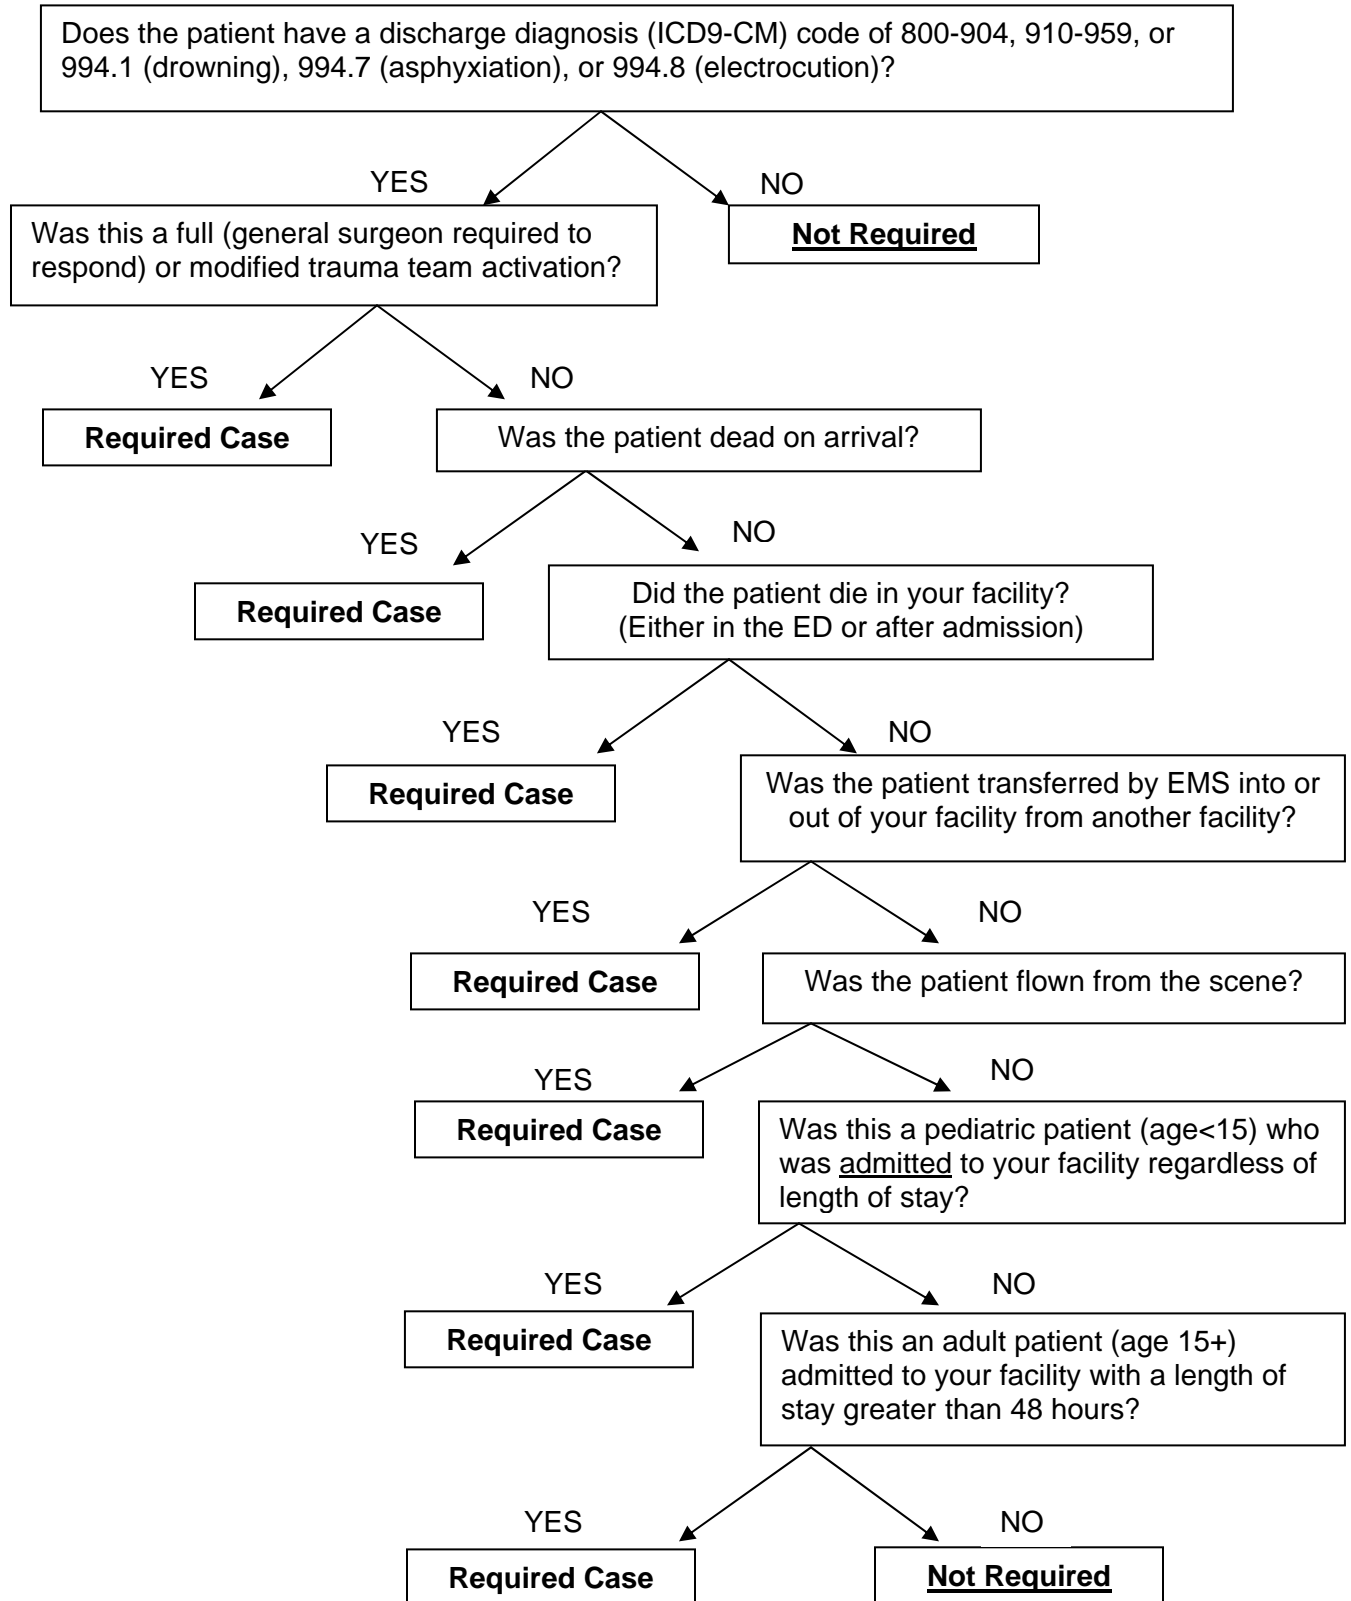 Does the patient have a discharge diagnosis (ICD9-CM) code of 800-904, 910-959, or
994.1 (drowning), 994.7 (asphyxiation), or 994.8 (electrocution)?
YES
NO
Was this a full (general surgeon required to
respond) or modified trauma team activation?
Not Required
YES
NO
Required Case
Was the patient dead on arrival?
YES
NO
Required Case
Did the patient die in your facility?
(Either in the ED or after admission)
YES
NO
Required Case
Was the patient transferred by EMS into or
out of your facility from another facility?
YES
NO
Required Case
Was the patient flown from the scene?
YES
NO
Required Case
Was this a pediatric patient (age<15) who
was admitted to your facility regardless of
length of stay?
YES
NO
Required Case
Was this an adult patient (age 15+)
admitted to your facility with a length of
stay greater than 48 hours?
YES
NO
Required Case
Not Required